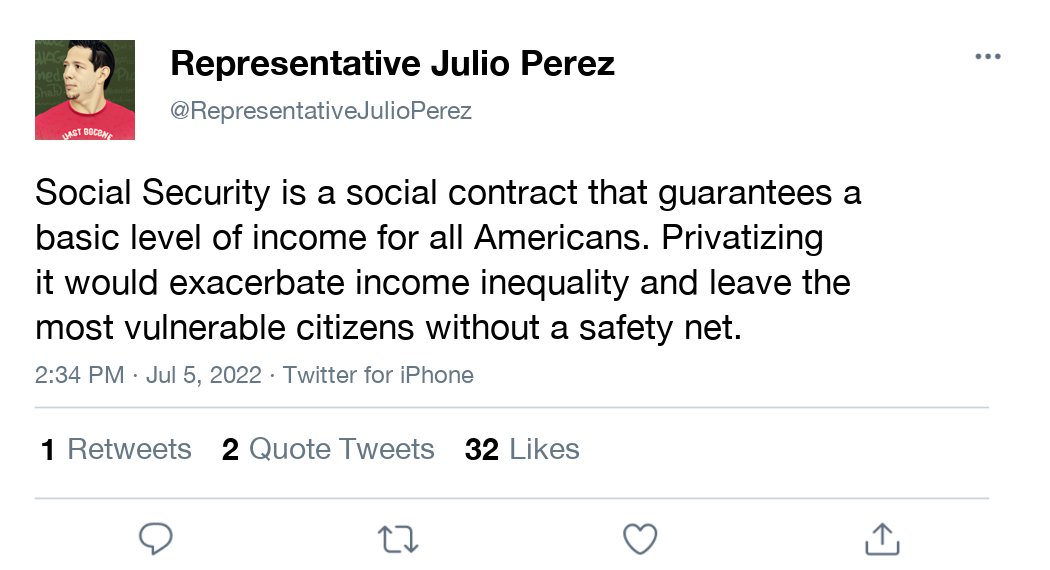 Representative Julio Perez
@RepresentativeJulioPerez
Social Security is a social contract that guarantees a
basic level of income for all Americans. Privatizing
it would exacerbate income inequality and leave the
most vulnerable citizens without a safety net.
2:34 PM · Jul 5, 2022 · Twitter for iPhone
1 Retweets 2 Quote Tweets 32 Likes